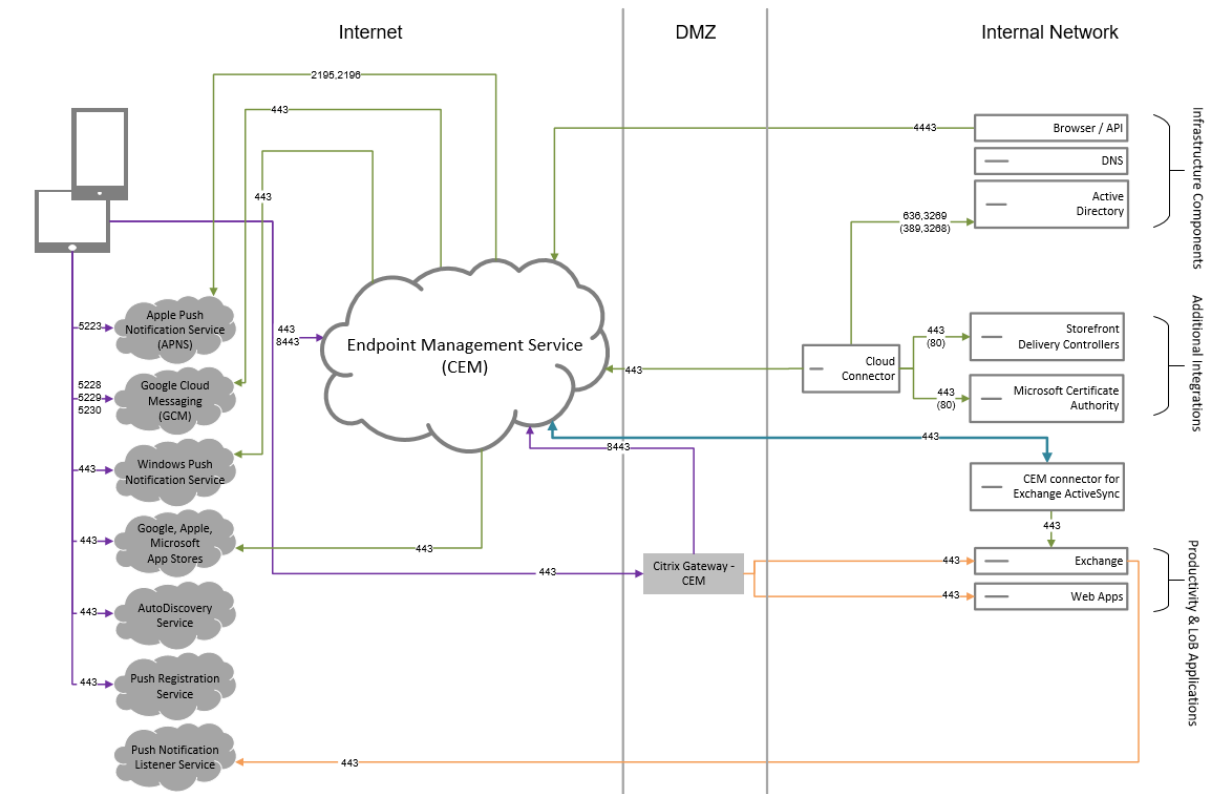 Internet
DMZ
Internal Network
2195,2196
443
443
4443
Browser / API
DNS
Active
Directory
636,3269
(389,3268)
Infrastructure Components
5223
Apple Push
Notification Service
(APNS)
443
8443
Endpoint Management Service
(CEM)
443
Cloud
Connector
443
(80)
Storefront
Delivery Controllers
443
(80)
Microsoft Certificate
Authority
Additional Integrations
5228
5229
5230
Google Cloud
Messaging
(GCM)
443
8443
443
Windows Push
Notification Service
CEM connector for
Exchange ActiveSync
443
443
Google, Apple,
Microsoft
App Stores
443
443
Citrix Gateway -
CEM
443
Exchange
443
Web Apps
Productivity & LoB Applications
443
AutoDiscovery
Service
443
Push Registration
Service
Push Notification
Listener Service
443